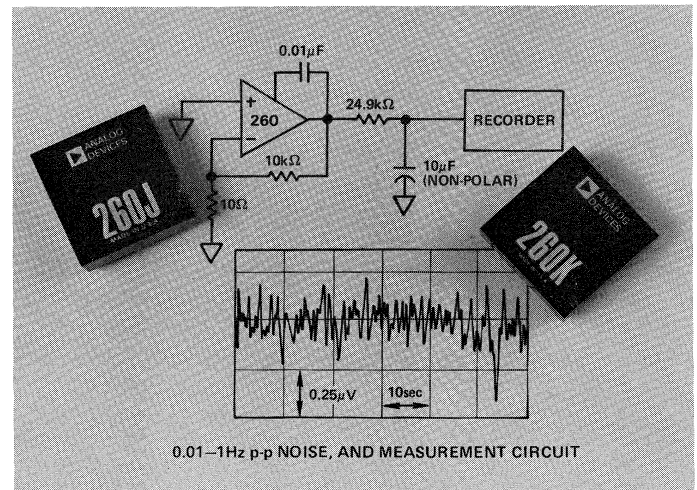 0.01µF
+
260
−
24.9kΩ
RECORDER
10kΩ
10µF
(NON-POLAR)
10Ω
ANALOG
DEVICES
260J
ANALOG
DEVICES
260K
0.25µV
10sec
0.01–1Hz p-p NOISE, AND MEASUREMENT CIRCUIT